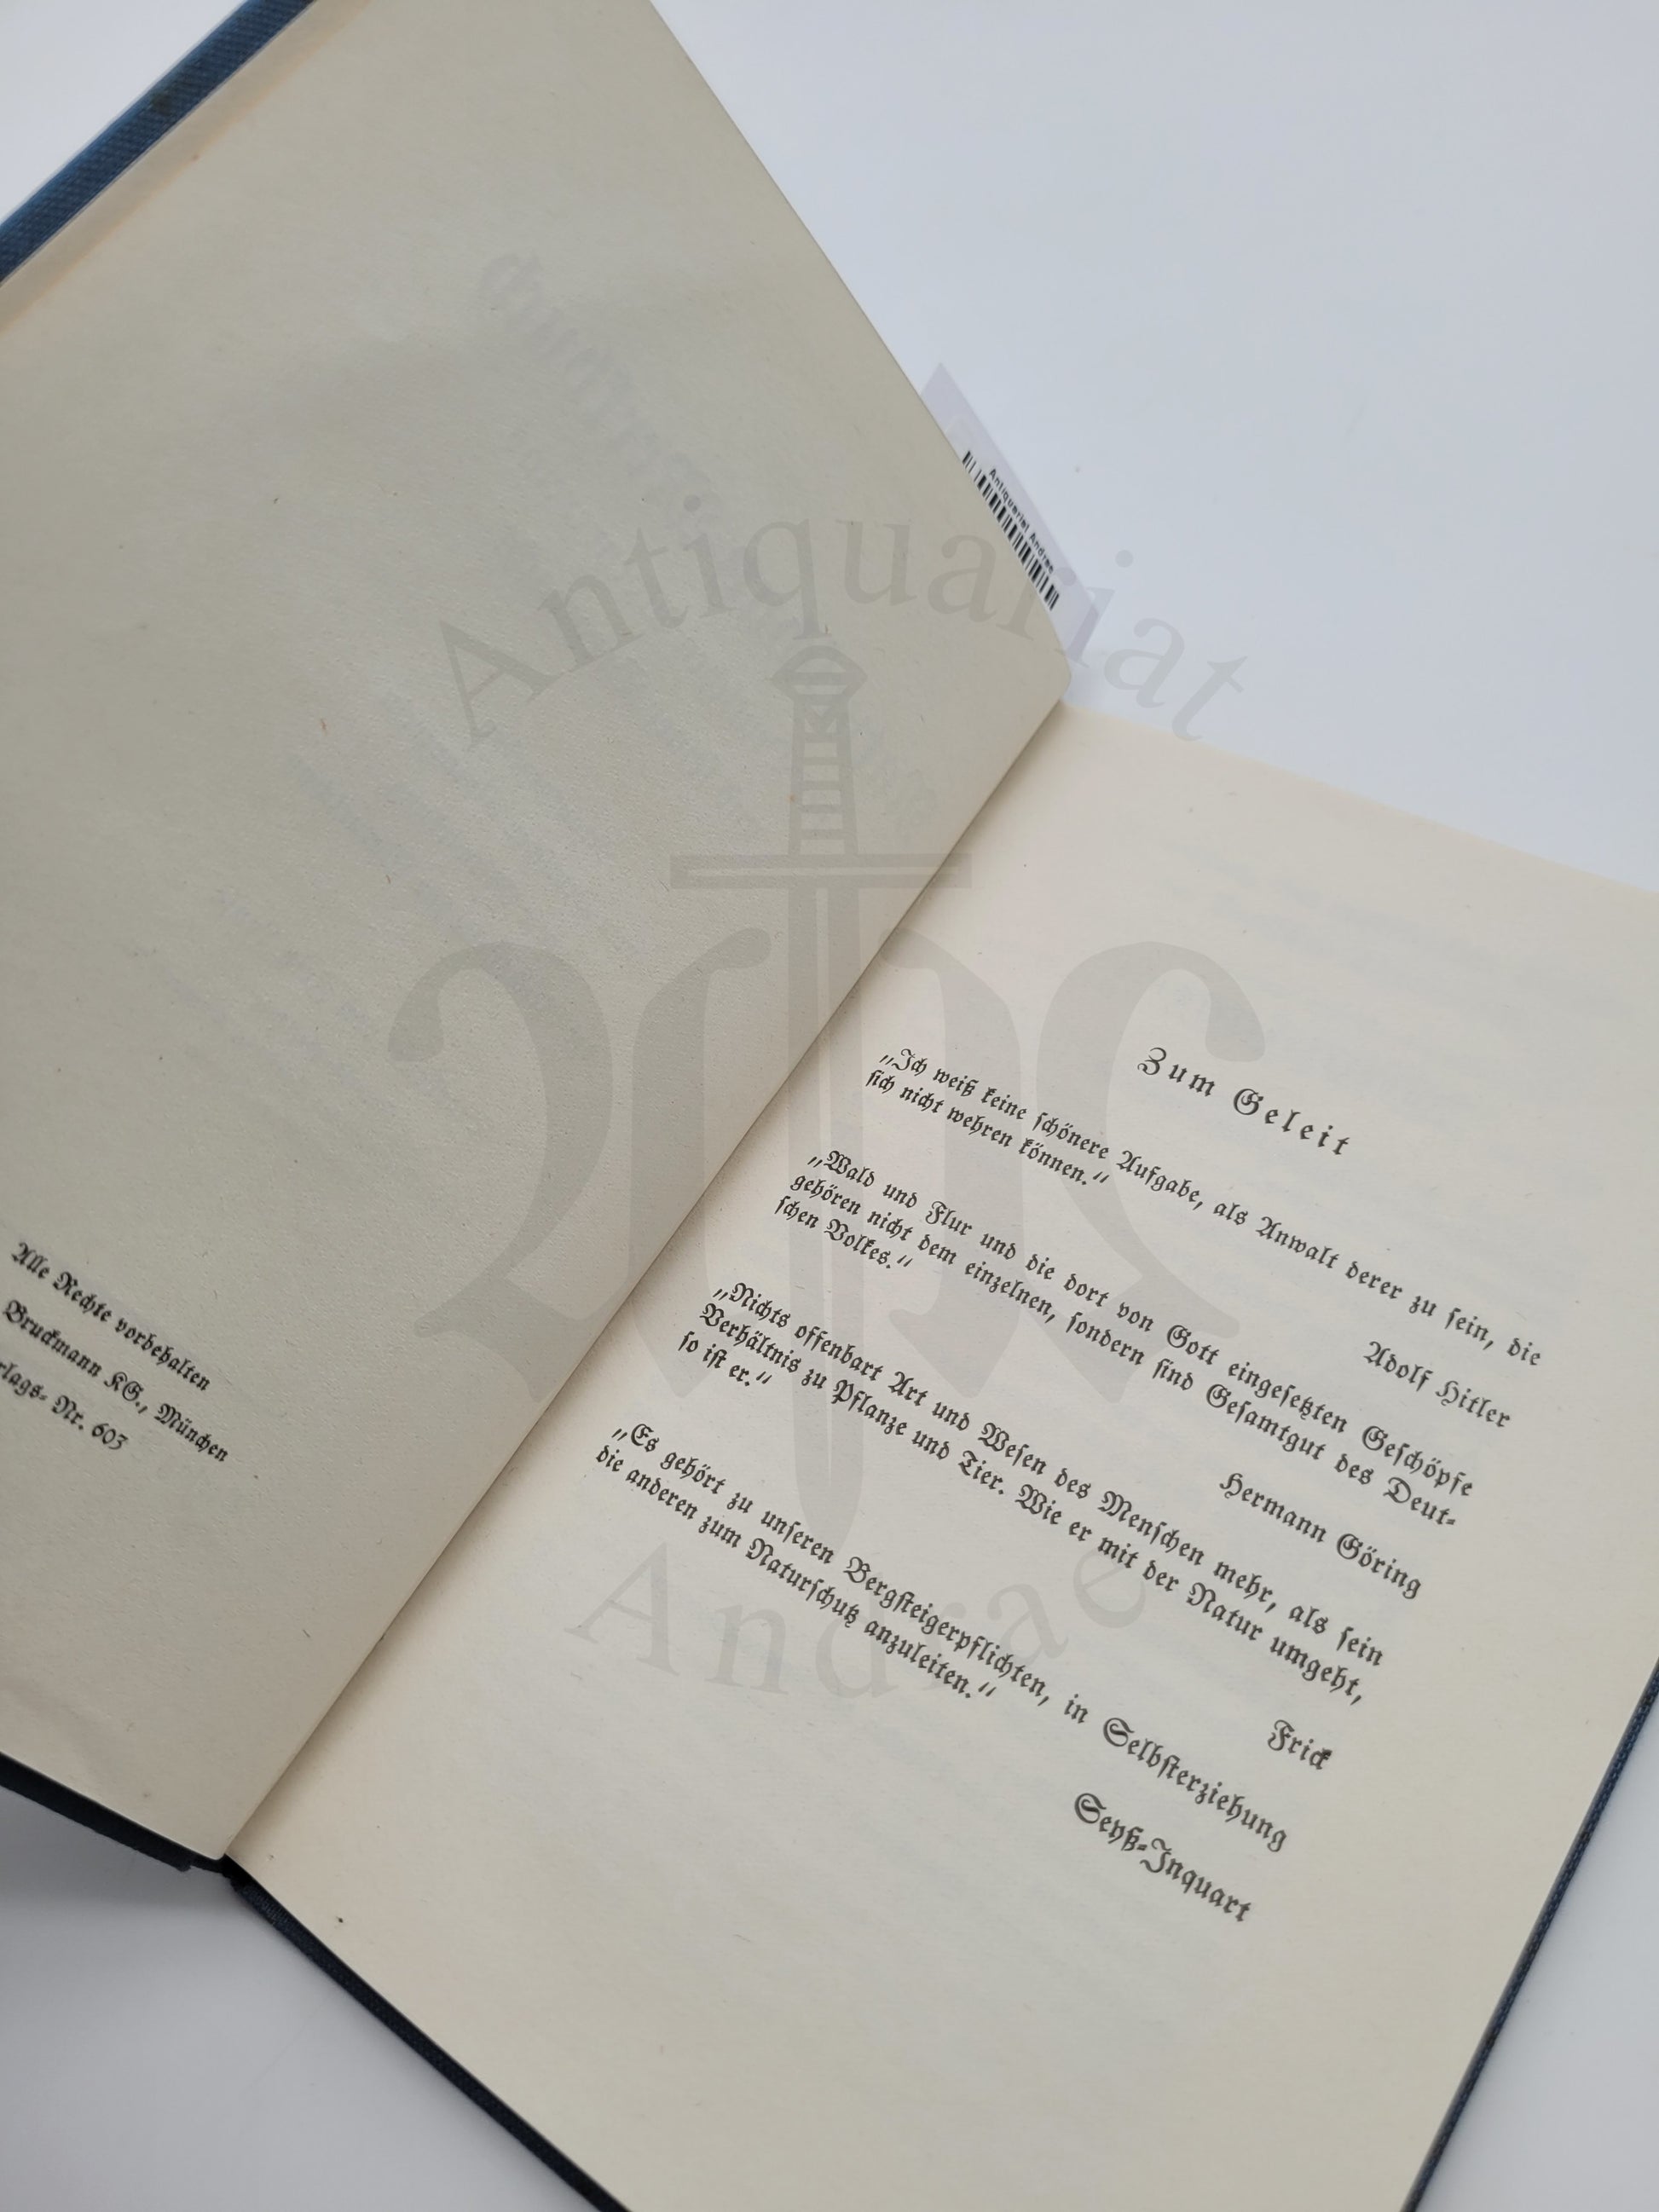 Antiquariat Andreae
Antiquariat
Andrae
Alle Rechte vorbehalten
Bruckmann KG., München
rlags- Nr. 603
Zum Geleit
„Ich weiß keine schönere Aufgabe, als Anwalt derer zu sein, die
sich nicht wehren können.“
Adolf Hitler
„Wald und Flur und die dort von Gott eingesetzten Geschöpfe
gehören nicht dem einzelnen, sondern sind Gesamtgut des Deut-
schen Volkes.“
Hermann Göring
„Nichts offenbart Art und Wesen des Menschen mehr, als sein
Verhältnis zu Pflanze und Tier. Wie er mit der Natur umgeht,
so ist er.“
Frick
„Es gehört zu unseren Bergsteigerpflichten, in Selbsterziehung
die anderen zum Naturschutz anzuleiten.“
Seyß-Inquart